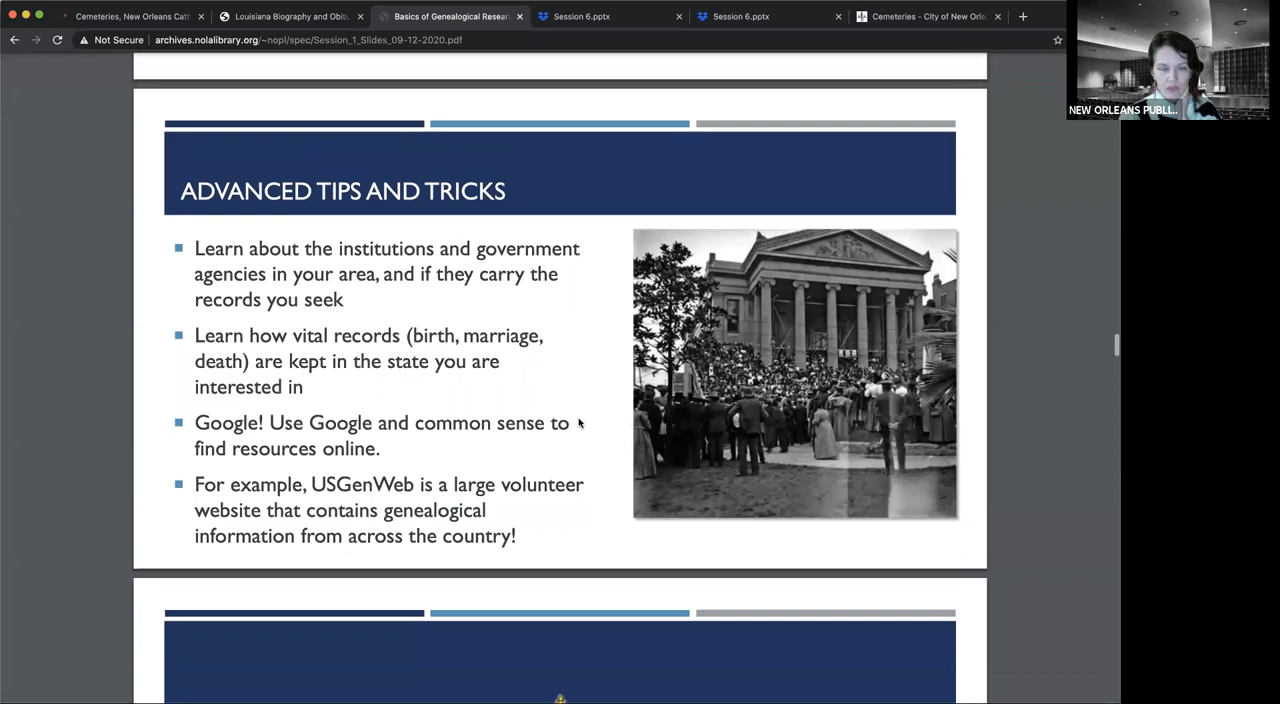 Cemeteries, New Orleans Cat
Louisiana Biography and Obitu
Basics of Genealogical Resear
Session 6.pptx
Session 6.pptx
Cemeteries - City of New Orle
Not Secure
archives.nolalibrary.org/~nopl/spec/Session_1_Slides_09-12-2020.pdf
NEW ORLEANS PUBLI...
ADVANCED TIPS AND TRICKS
Learn about the institutions and government
agencies in your area, and if they carry the
records you seek
Learn how vital records (birth, marriage,
death) are kept in the state you are
interested in
Google! Use Google and common sense to
find resources online.
For example, USGenWeb is a large volunteer
website that contains genealogical
information from across the country!